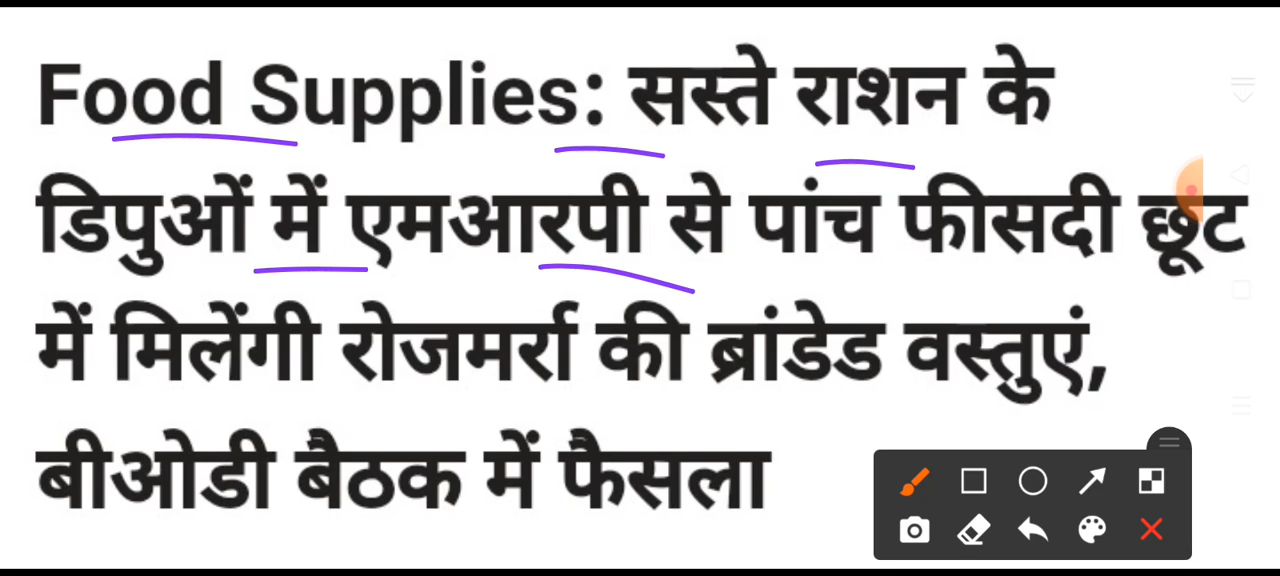 Food Supplies: सस्ते राशन के
डिपुओं में एमआरपी से पांच फीसदी छूट
में मिलेंगी रोजमर्रा की ब्रांडेड वस्तुएं,
बीओडी बैठक में फैसला